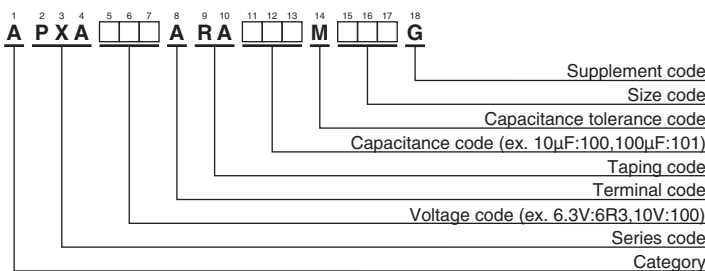 1 2 3 4 5 6 7 8 9 10 11 12 13 14 15 16 17 18
A P X A A R A M G
Supplement code
Size code
Capacitance tolerance code
Capacitance code (ex. 10μF:100,100μF:101)
Taping code
Terminal code
Voltage code (ex. 6.3V:6R3,10V:100)
Series code
Category